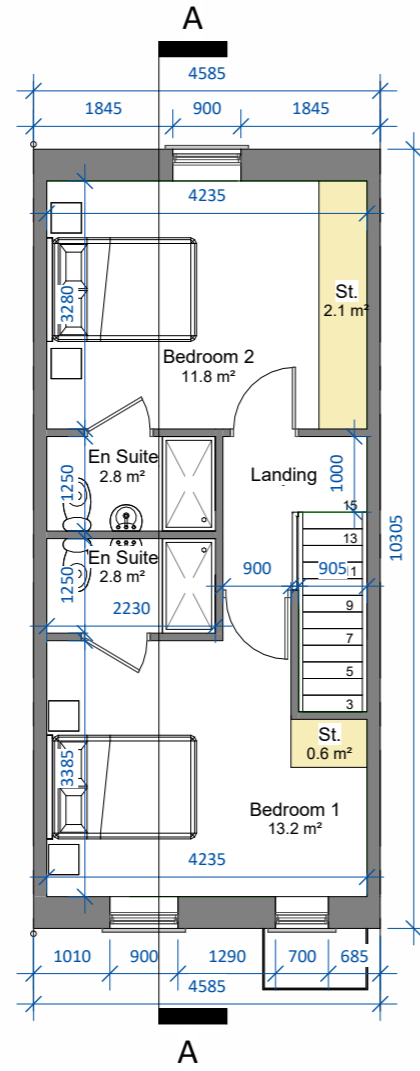 A
4585
1845
900
1845
4235
3280
St.
2.1 m²
Bedroom 2
11.8 m²
En Suite
2.8 m²
1250
Landing
1000
15
13
10305
En Suite
2.8 m²
1250
900
905
1
2230
9
7
5
3
St.
0.6 m²
3385
Bedroom 1
13.2 m²
4235
1010
900
1290
700
685
4585
A